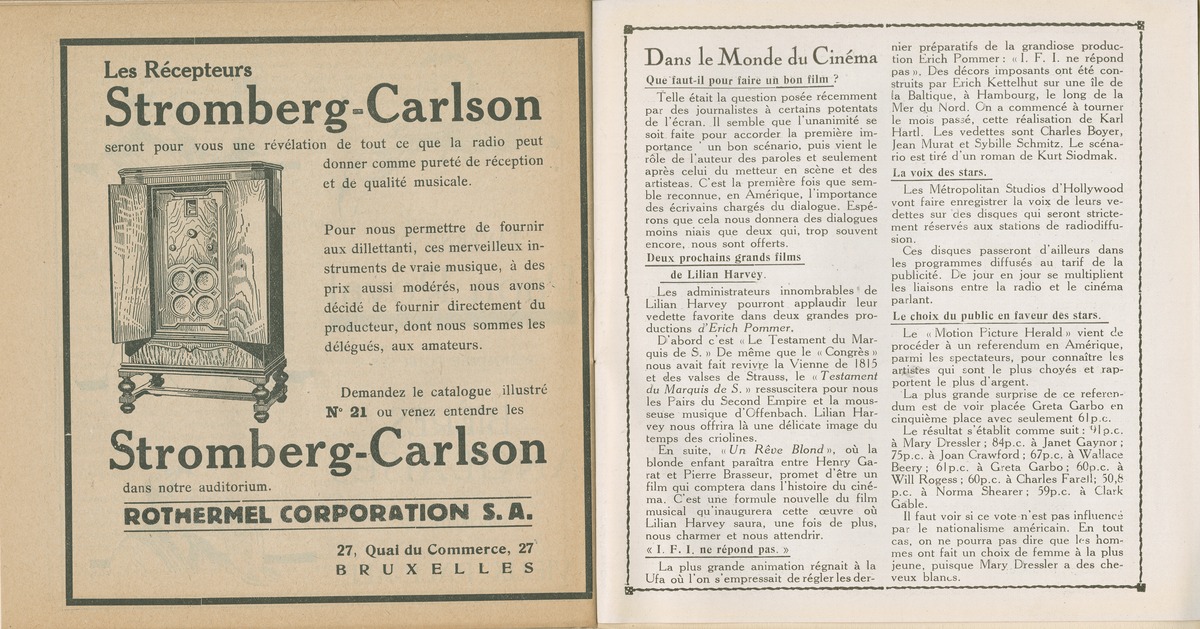 Les Récepteurs
Stromberg-Carlson
seront pour vous une révélation de tout ce que la radio peut
donner comme pureté de réception
et de qualité musicale.
Pour nous permettre de fournir
aux dillettanti, ces merveilleux in-
struments de vraie musique, à des
prix aussi modérés, nous avons
décidé de fournir directement du
producteur, dont nous sommes les
délégués, aux amateurs.
Demandez le catalogue illustré
N° 21 ou venez entendre les
Stromberg-Carlson
dans notre auditorium.
ROTHERMEL CORPORATION S. A.
27, Quai du Commerce, 27
BRUXELLES
Dans le Monde du Cinéma
Que faut-il pour faire un bon film ?
Telle était la question posée récemment
par des journalistes à certains potentats
de l'écran. Il semble que l'unanimité se
soit faite pour accorder la première im-
portance à un bon scénario, puis vient le
rôle de l'auteur des paroles et seulement
après celui du metteur en scène et des
artisteas. C'est la première fois que sem-
ble reconnue, en Amérique, l'importance
des écrivains chargés du dialogue. Espé-
rons que cela nous donnera des dialogues
moins niais que deux qui, trop souvent
encore, nous sont offerts.
Deux prochains grands films
de Lilian Harvey.
Les administrateurs innombrables de
Lilian Harvey pourront applaudir leur
vedette favorite dans deux grandes pro-
ductions d'Erich Pommer.
D'abord c'est « Le Testament du Mar-
quis de S. » De même que le « Congrès »
nous avait fait revivre la Vienne de 1815
et des valses de Strauss, le « Testament
du Marquis de S. » ressuscitera pour nous
les Pairs du Second Empire et la mous-
seuse musique d'Offenbach. Lilian Har-
vey nous offrira là une délicate image du
temps des criolines.
En suite, « Un Rêve Blond », où la
blonde enfant paraîtra entre Henry Ga-
rat et Pierre Brasseur, promet d'être un
film qui comptera dans l'histoire du ciné-
ma. C'est une formule nouvelle du film
musical qu'inaugurera cette œuvre où
Lilian Harvey saura, une fois de plus,
nous charmer et nous attendrir.
« I. F. I. ne répond pas. »
La plus grande animation régnait à la
Ufa où l'on s'empressait de régler les der-
nier préparatifs de la grandiose produc-
tion Erich Pommer : « I. F. I. ne répond
pas ». Des décors imposants ont été con-
struits par Erich Kettelhut sur une île de
la Baltique, à Hambourg, le long de la
Mer du Nord. On a commencé à tourner
le mois passé, cette réalisation de Karl
Hartl. Les vedettes sont Charles Boyer,
Jean Murat et Sybille Schmitz. Le scéna-
rio est tiré d'un roman de Kurt Siodmak.
La voix des stars.
Les Métropolitan Studios d'Hollywood
vont faire enregistrer la voix de leurs ve-
dettes sur des disques qui seront stricte-
ment réservés aux stations de radiodiffu-
sion.
Ces disques passeront d'ailleurs dans
les programmes diffusés au tarif de la
publicité. De jour en jour se multiplient
les liaisons entre la radio et le cinéma
parlant.
Le choix du public en faveur des stars.
Le « Motion Picture Herald » vient de
procéder à un referendum en Amérique,
parmi les spectateurs, pour connaître les
artistes qui sont le plus choyés et rap-
portent le plus d'argent.
La plus grande surprise de ce referen-
dum est de voir placée Greta Garbo en
cinquième place avec seulement 61p.c.
Le résultat s'établit comme suit : 91p.c.
à Mary Dressler ; 84p.c. à Janet Gaynor ;
75p.c. à Joan Crawford ; 67p.c. à Wallace
Beery ; 61p.c. à Greta Garbo ; 60p.c. à
Will Rogess ; 60p.c. à Charles Farell; 50,8
p.c. à Norma Shearer ; 59p.c. à Clark
Gable.
Il faut voir si ce vote n'est pas influencé
par le nationalisme américain. En tout
cas, on ne pourra pas dire que les hom-
mes ont fait un choix de femme à la plus
jeune, puisque Mary Dressler a des che-
veux blancs.